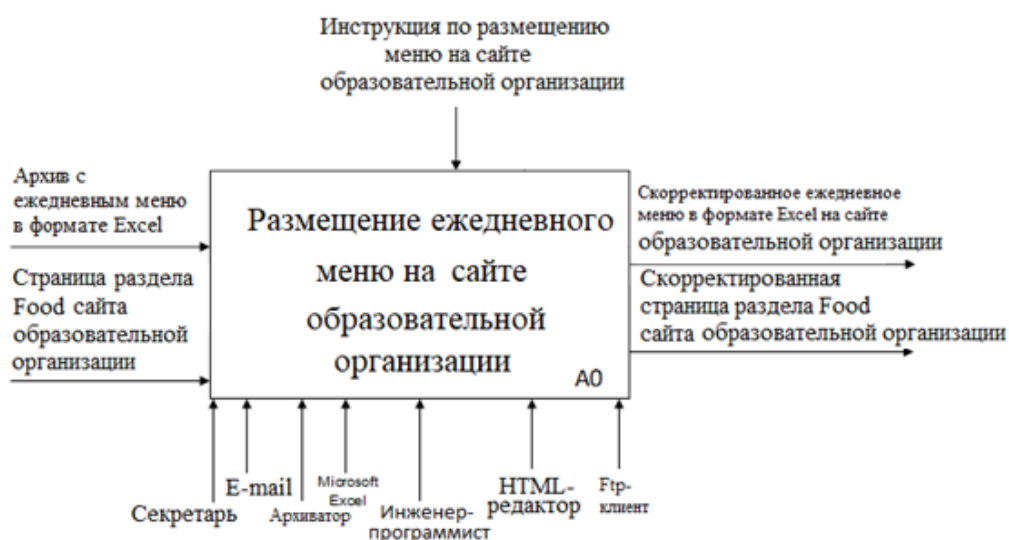 Инструкция по размещению
меню на сайте
образовательной организации
Архив с
ежедневным меню
в формате Excel
Страница раздела
Food сайта
образовательной
организации
Размещение ежедневного
меню на сайте
образовательной
организации
A0
Скорректированное ежедневное
меню в формате Excel на сайте
образовательной организации
Скорректированная
страница раздела Food
сайта образовательной организации
Секретарь
E-mail
Архиватор
Microsoft
Excel
Инженер-
программист
HTML-
редактор
Ftp-
клиент